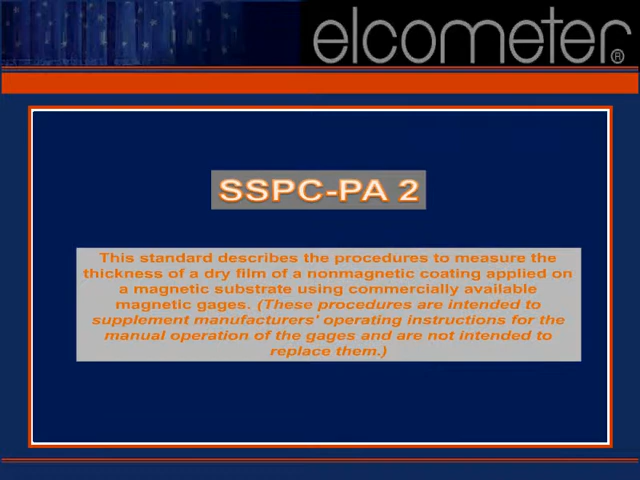 elcometer®
SSPC-PA 2
This standard describes the procedures to measure the
thickness of a dry film of a nonmagnetic coating applied on
a magnetic substrate using commercially available
magnetic gages. (These procedures are intended to
supplement manufacturers' operating instructions for the
manual operation of the gages and are not intended to
replace them.)